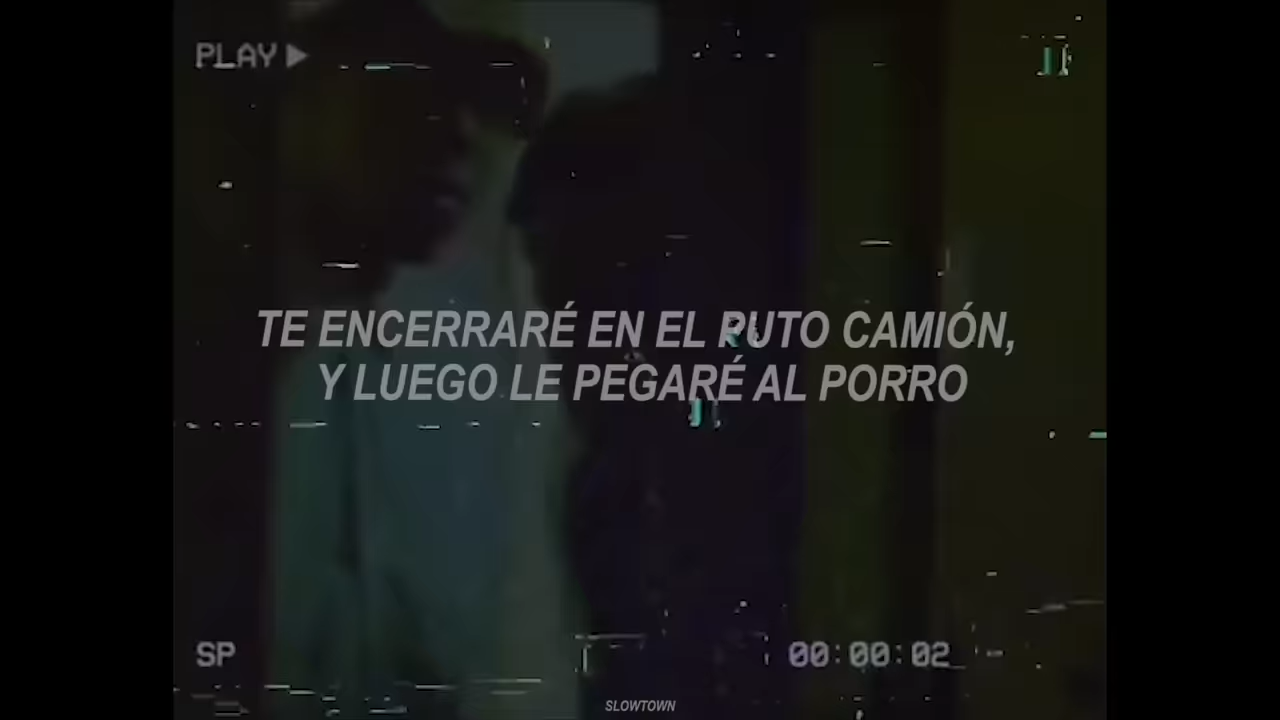 PLAY
TE ENCERRARÉ EN EL PUTO CAMIÓN,
Y LUEGO LE PEGARÉ AL PORRO
SP
00:00:02
SLOWTOWN